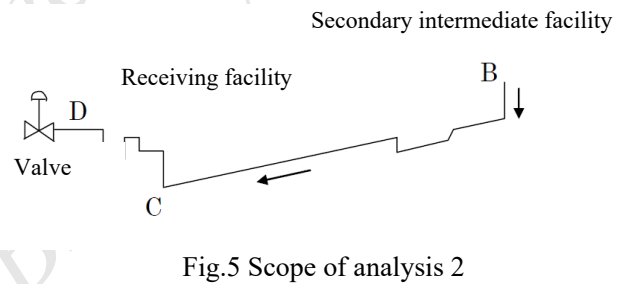 Secondary intermediate facility
Receiving facility
B
D
Valve
C
Fig.5 Scope of analysis 2